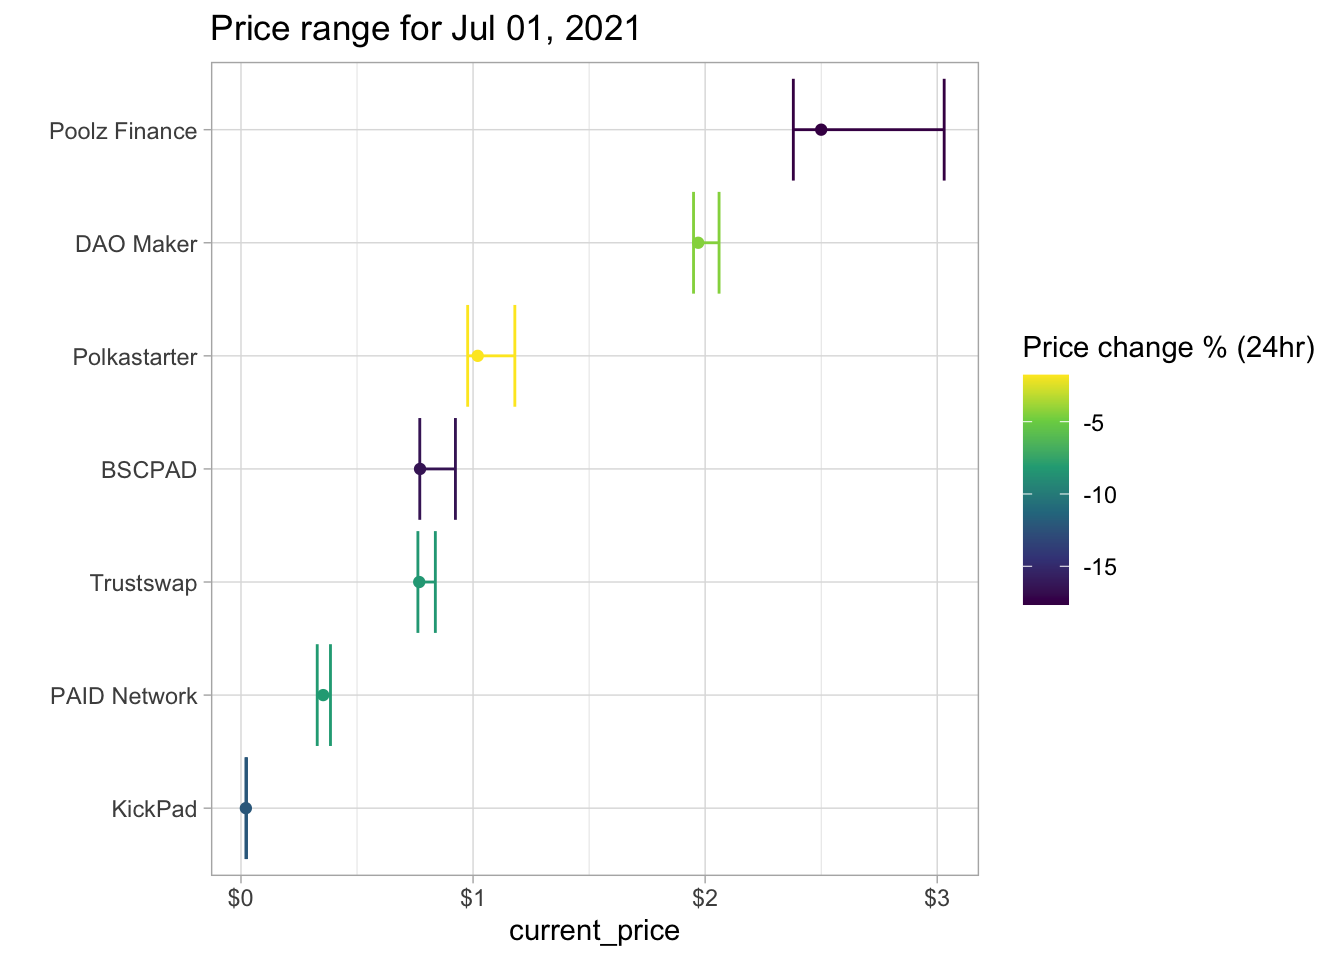 Price range for Jul 01, 2021
Poolz Finance
DAO Maker
Polkastarter
BSCPAD
Trustswap
PAID Network
KickPad
$0
$1
$2
$3
current_price
Price change % (24hr)
-5
-10
-15